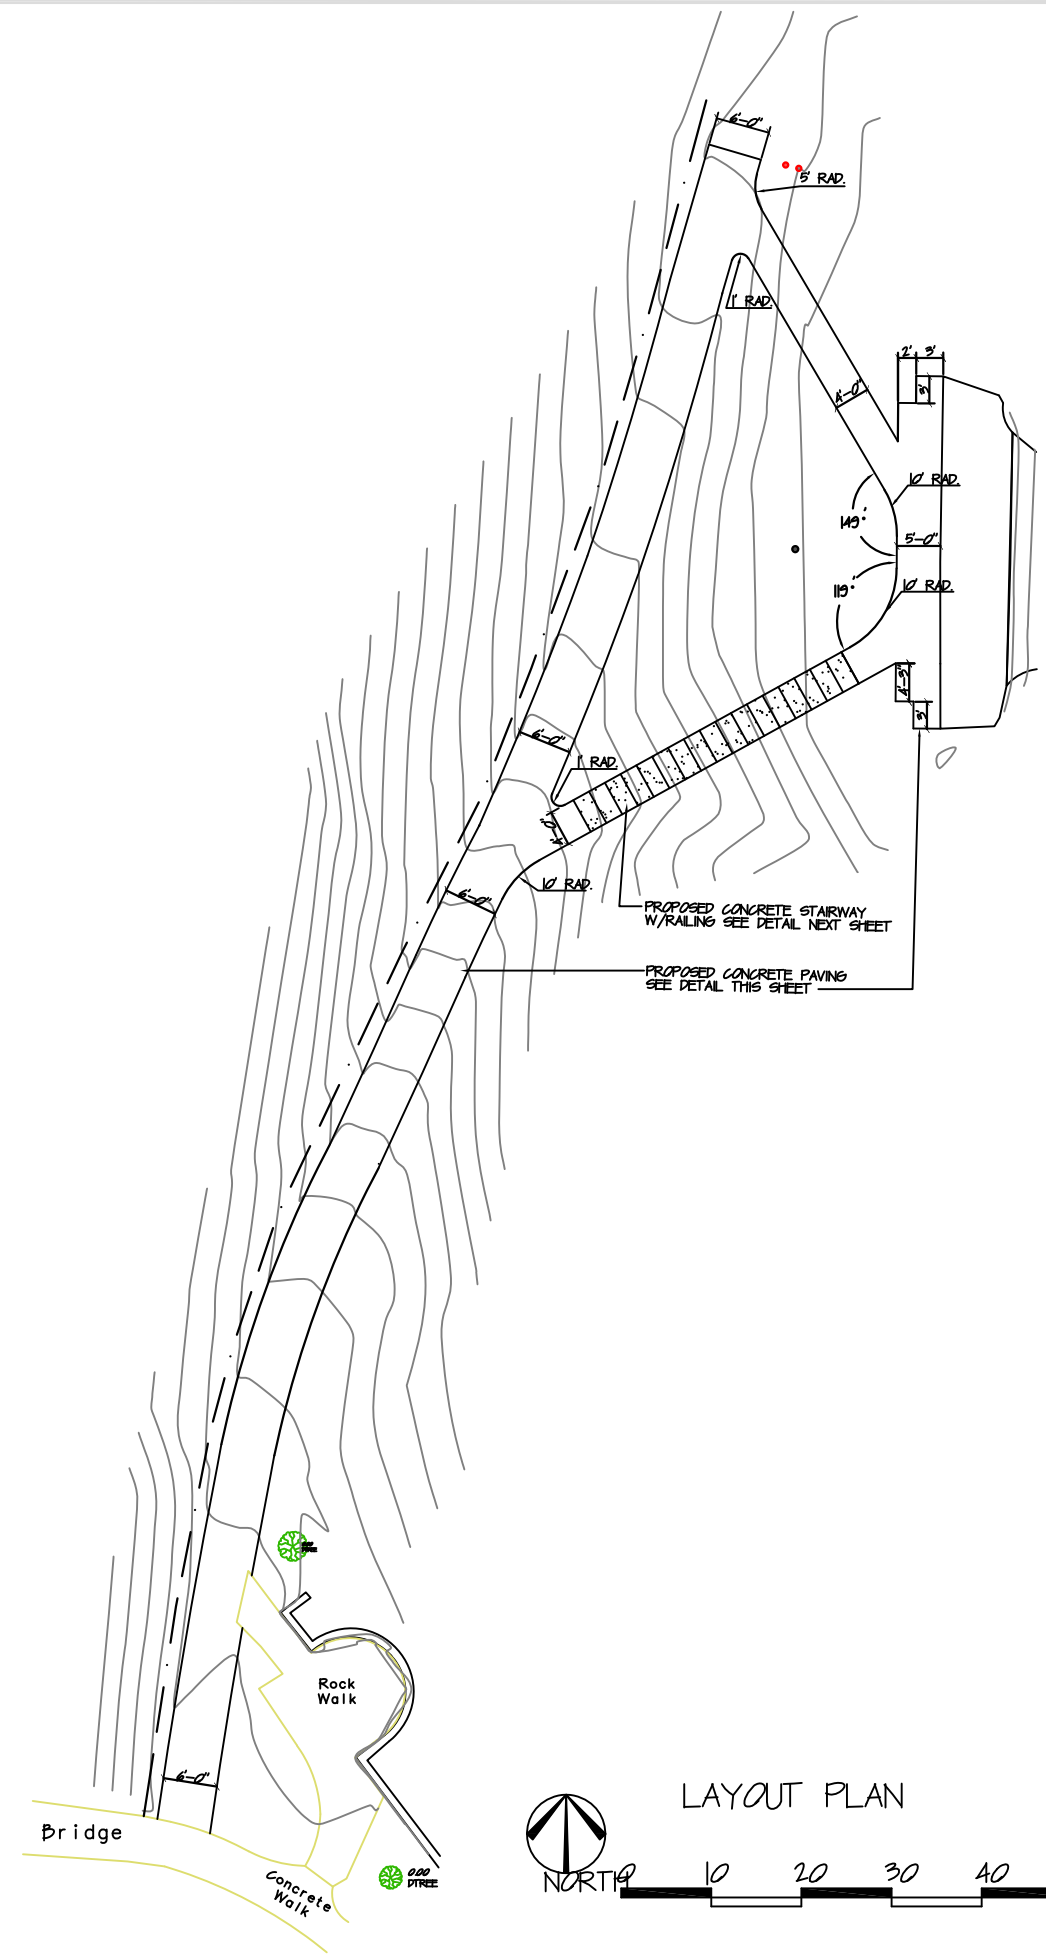 6'-0"
5' RAD.
1' RAD.
2' 3'
3'
4'-0"
10' RAD.
149°
5'-0"
119°
10' RAD.
4'-3"
3'
6'-0"
1' RAD.
4'-0"
10' RAD.
6'-0"
PROPOSED CONCRETE STAIRWAY
W/RAILING SEE DETAIL NEXT SHEET
PROPOSED CONCRETE PAVING
SEE DETAIL THIS SHEET
Rock
Walk
6'-0"
LAYOUT PLAN
Bridge
Concrete
Walk
0.00
DTREE
NORTH
0 10 20 30 40